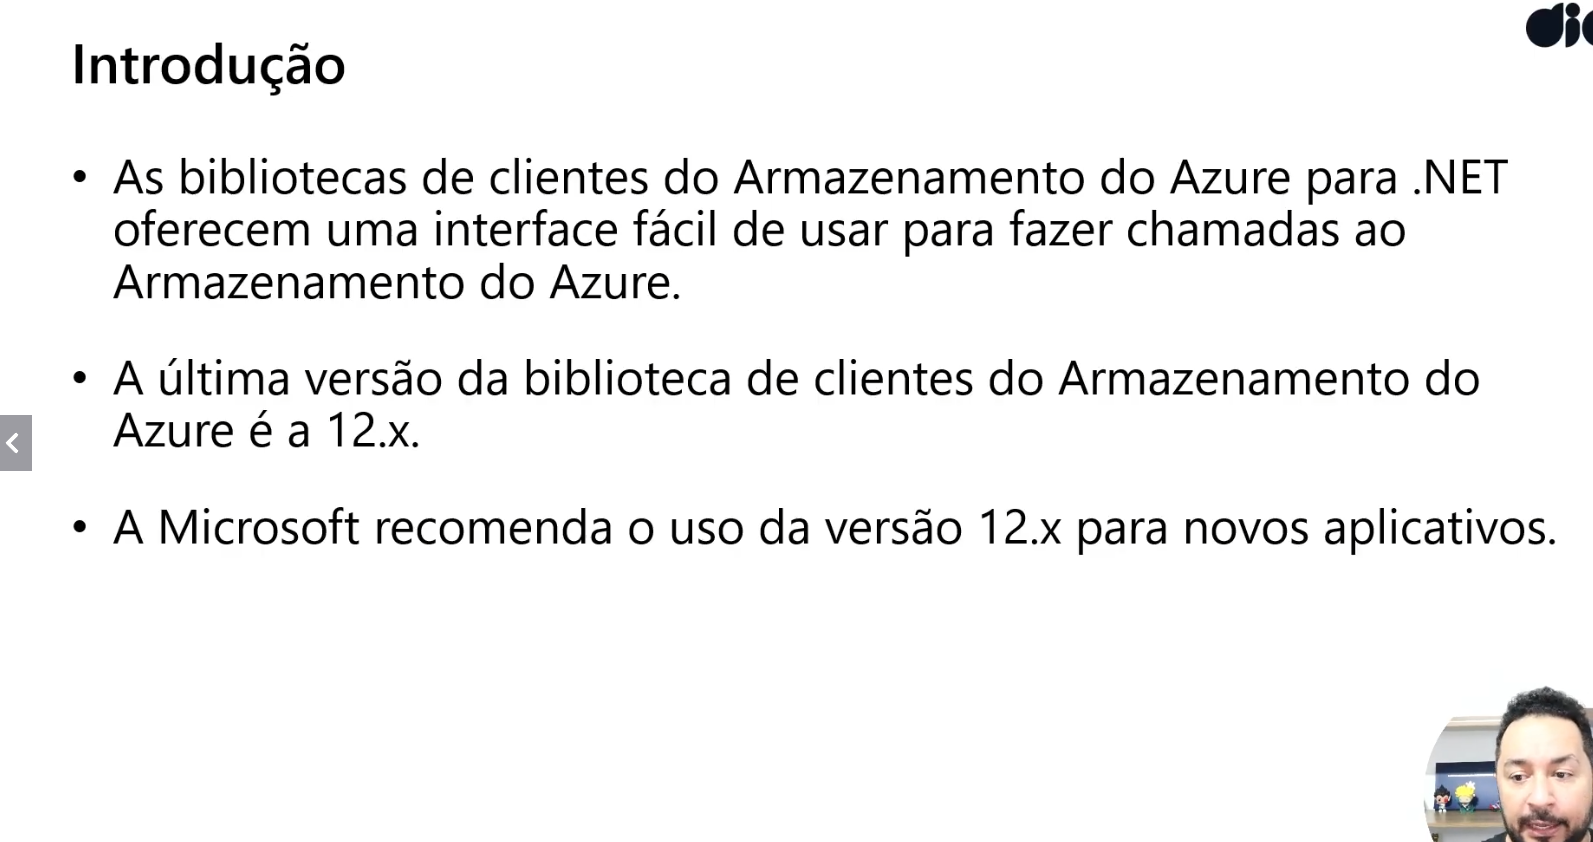 Introdução
• As bibliotecas de clientes do Armazenamento do Azure para .NET
oferecem uma interface fácil de usar para fazer chamadas ao
Armazenamento do Azure.
• A última versão da biblioteca de clientes do Armazenamento do
Azure é a 12.x.
• A Microsoft recomenda o uso da versão 12.x para novos aplicativos.